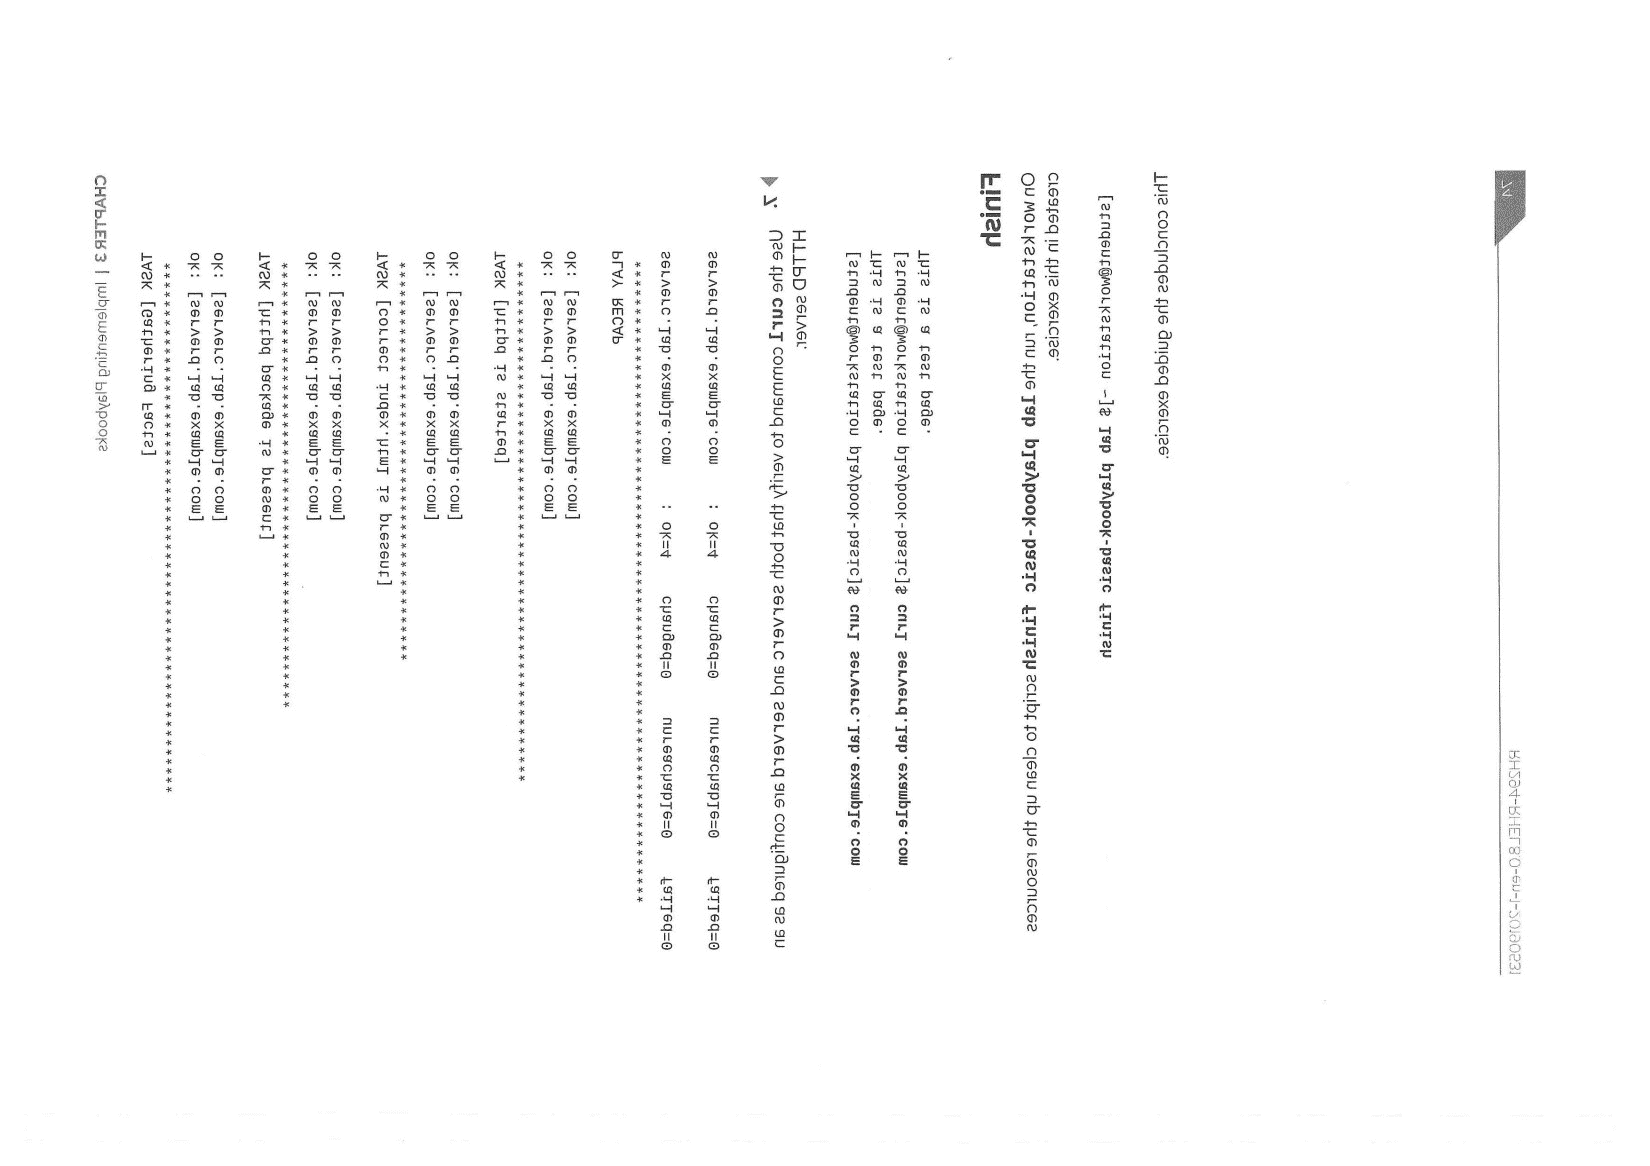 CHAPTER 3 | Implementing Playbooks
TASK [Gathering Facts]
**********************************************************
ok: [serverd.lab.example.com]
ok: [serverc.lab.example.com]
TASK [httpd package is present]
*************************************************
ok: [serverd.lab.example.com]
ok: [serverc.lab.example.com]
TASK [correct index.html is present]
********************************************
ok: [serverc.lab.example.com]
ok: [serverd.lab.example.com]
TASK [httpd is started]
*********************************************************
ok: [serverd.lab.example.com]
ok: [serverc.lab.example.com]
PLAY RECAP
**********************************************************************
serverc.lab.example.com : ok=4 changed=0 unreachable=0 failed=0
serverd.lab.example.com : ok=4 changed=0 unreachable=0 failed=0
7. Use the curl command to verify that both serverc and serverd are configured as an
HTTPD server.
[student@workstation playbook-basic]$ curl serverc.lab.example.com
This is a test page.
[student@workstation playbook-basic]$ curl serverd.lab.example.com
This is a test page.
Finish
On workstation, run the lab playbook-basic finish script to clean up the resources
created in this exercise.
[student@workstation ~]$ lab playbook-basic finish
This concludes the guided exercise.
74 RH294-RHEL8.0-en-1-20190531